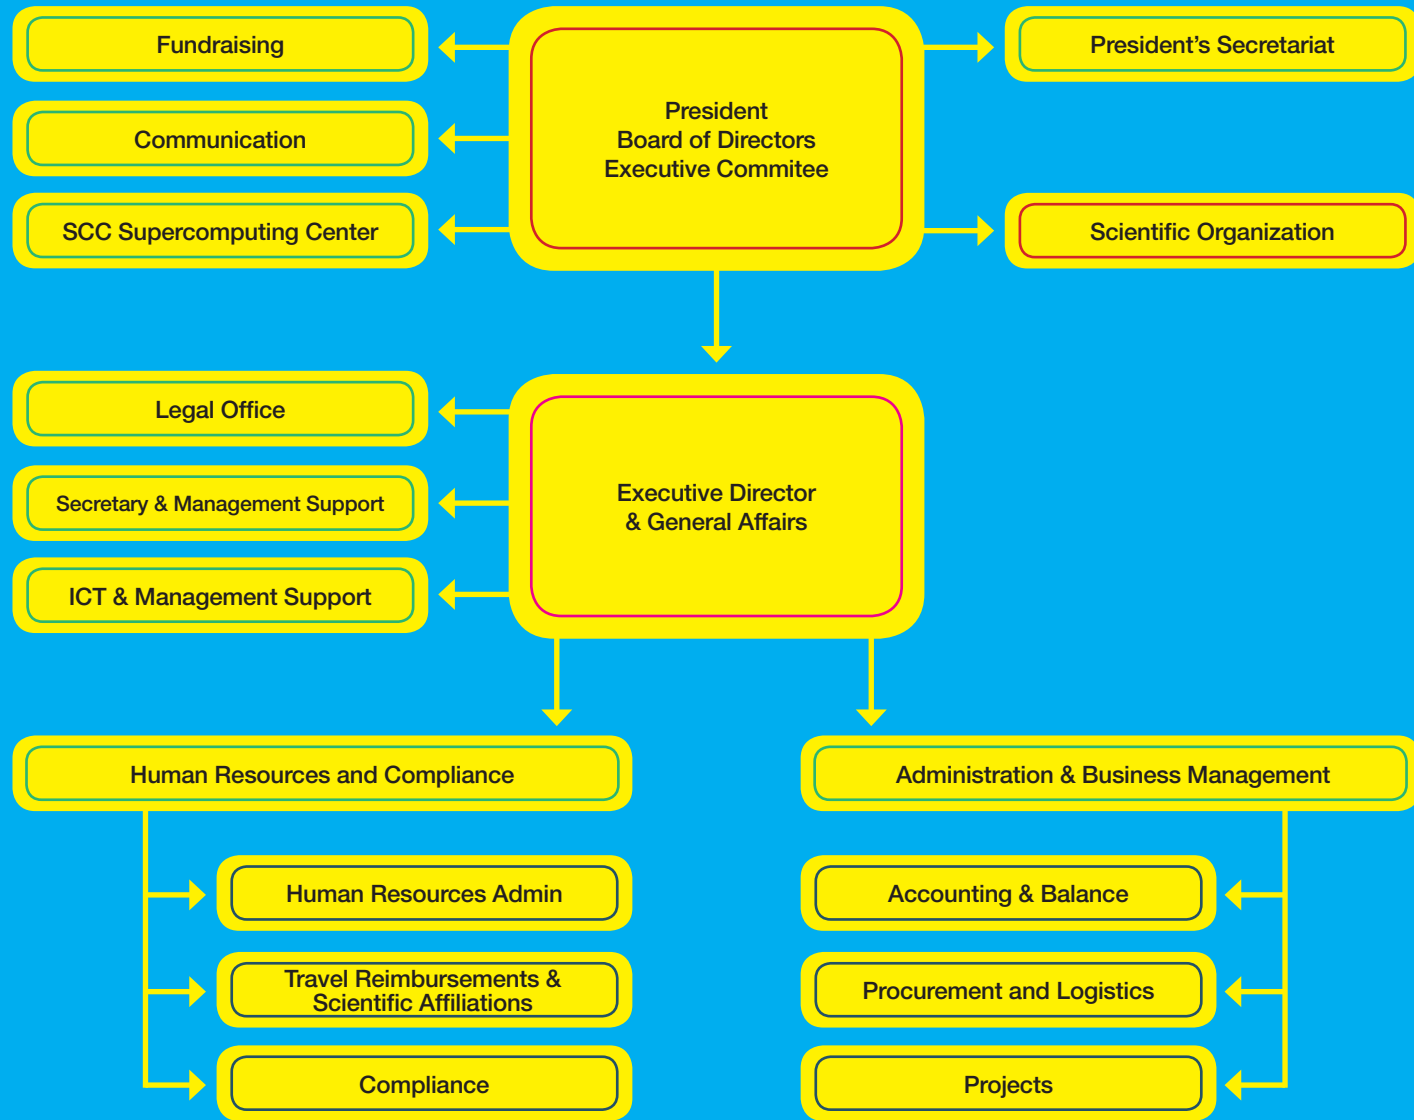 Fundraising
President
Board of Directors
Executive Commitee
President’s Secretariat
Communication
SCC Supercomputing Center
Scientific Organization
Legal Office
Secretary & Management Support
ICT & Management Support
Executive Director
& General Affairs
Human Resources and Compliance
Human Resources Admin
Travel Reimbursements &
Scientific Affiliations
Compliance
Administration & Business Management
Accounting & Balance
Procurement and Logistics
Projects